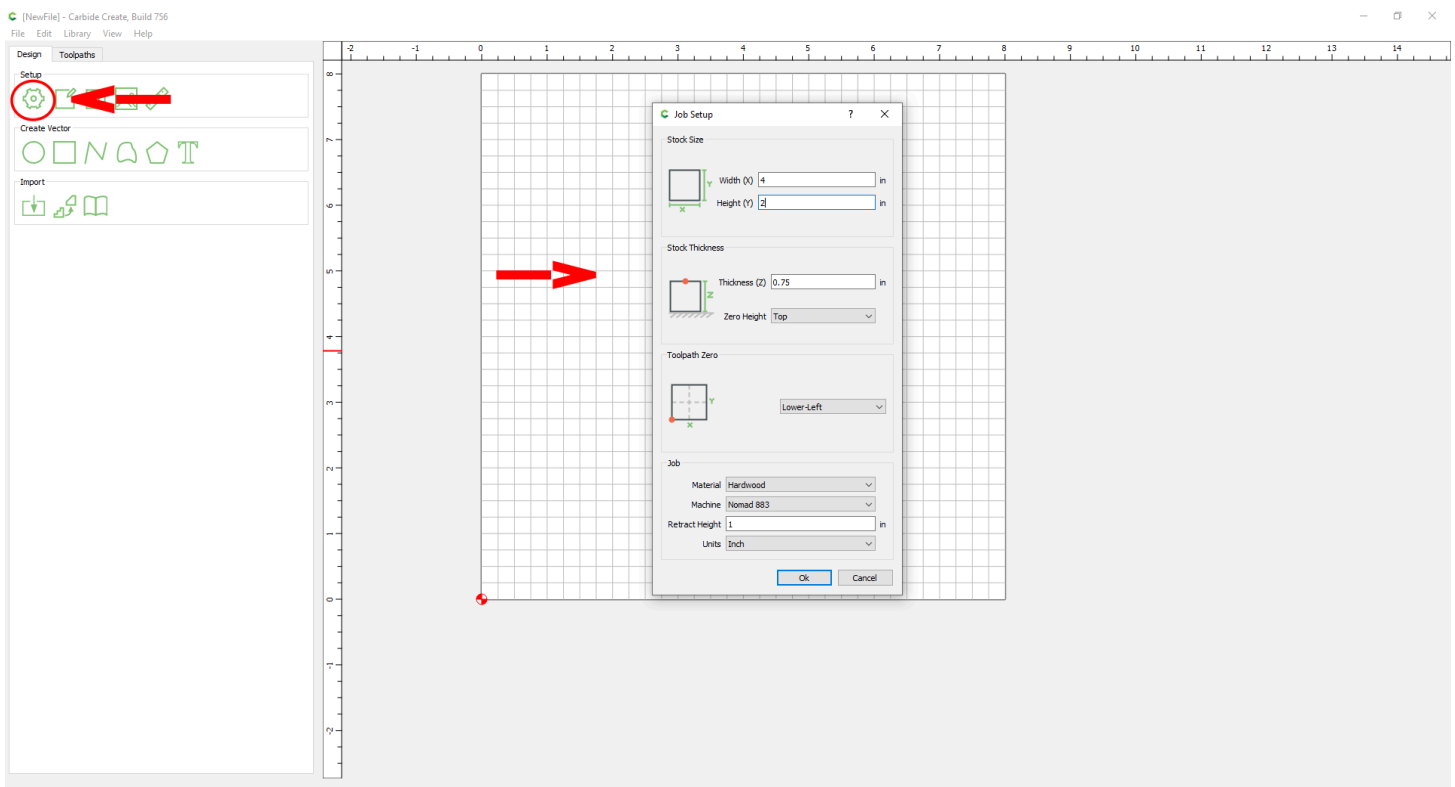 [NewFile] - Carbide Create, Build 756
File Edit Library View Help
Design Toolpaths
Setup
Create Vector
Import
-2 -1 0 1 2 3 4 5 6 7 8 9 10 11 12 13 14
8
7
6
5
4
3
2
1
0
-1
-2
Job Setup ?
Stock Size
Y
X
Width (X) 4 in
Height (Y) 2 in
Stock Thickness
Z
Thickness (Z) 0.75 in
Zero Height Top
Toolpath Zero
Y
X
Lower-Left
Job
Material Hardwood
Machine Nomad 883
Retract Height 1 in
Units Inch
Ok Cancel